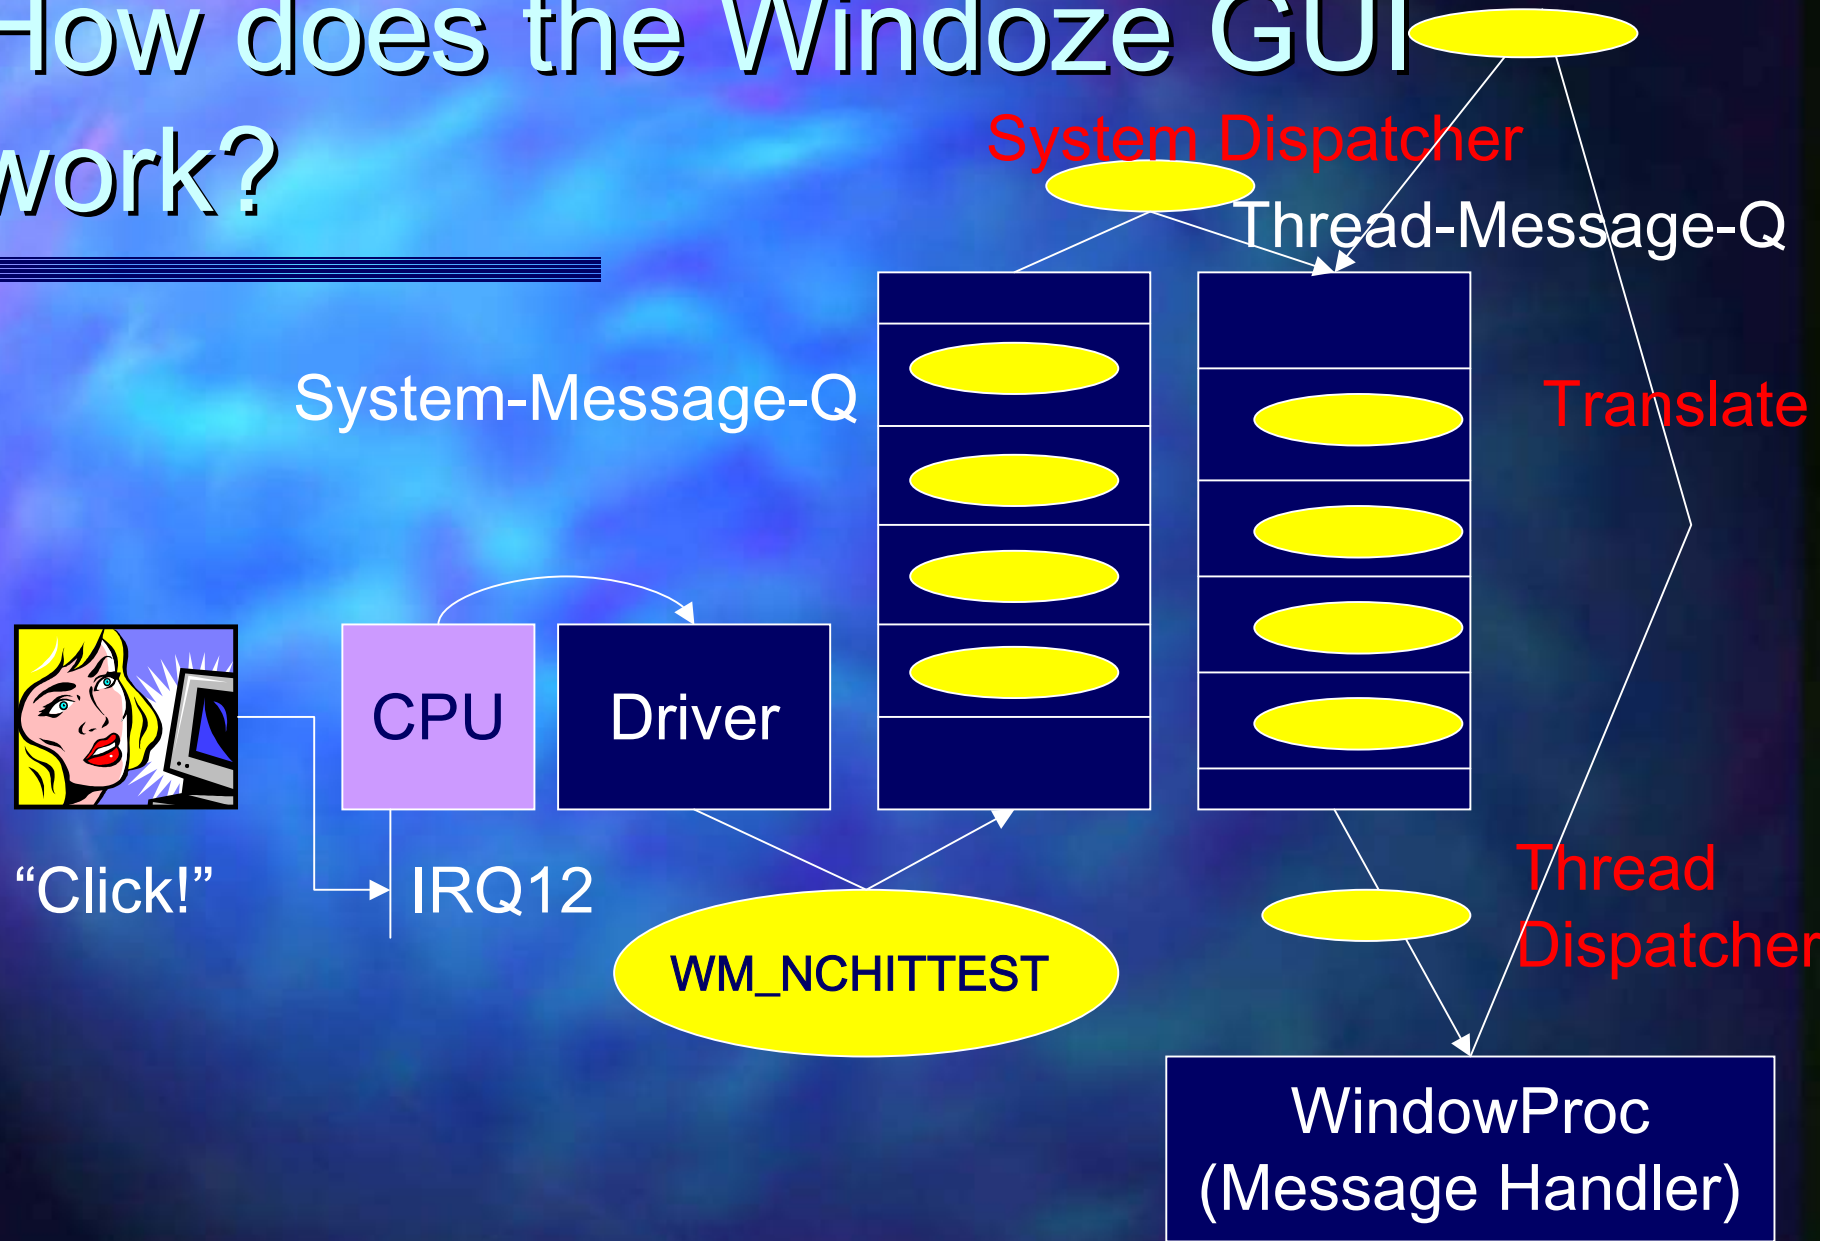 How does the Windoze GUI
work?
System Dispatcher
Thread-Message-Q
System-Message-Q
Translate
CPU
Driver
"Click!"
IRQ12
Thread
Dispatcher
WM_NCHITTEST
WindowProc
(Message Handler)